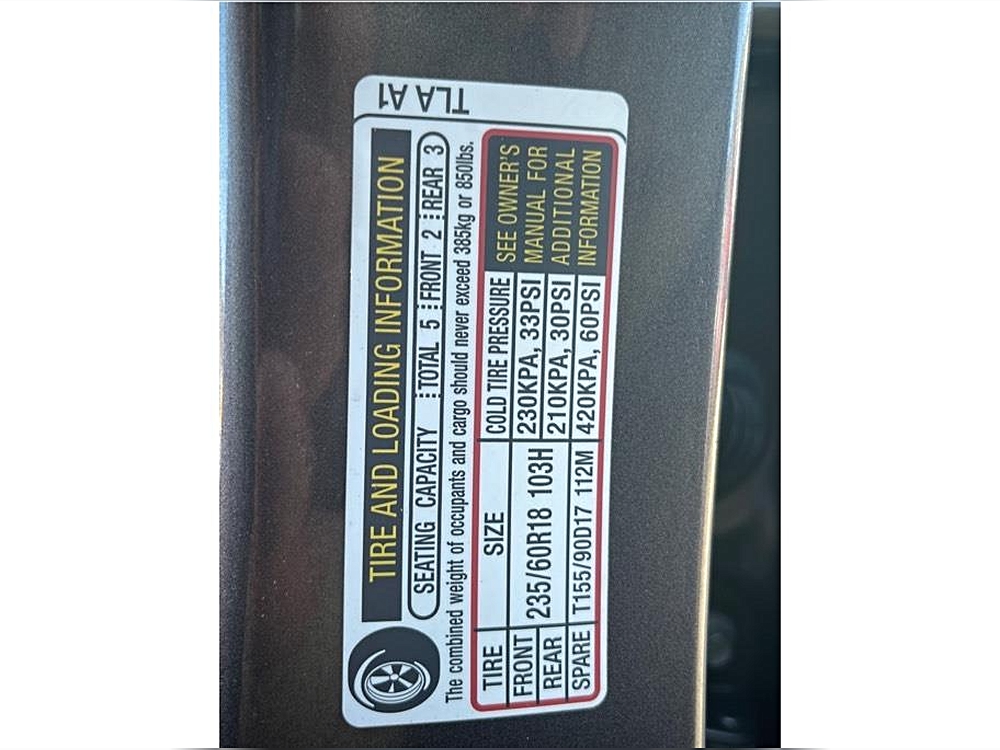 TLA A1
TIRE AND LOADING INFORMATION
SEATING CAPACITY TOTAL 5 FRONT 2 REAR 3
The combined weight of occupants and cargo should never exceed 385kg or 850lbs.
TIRE SIZE COLD TIRE PRESSURE
FRONT 235/60R18 103H 230KPA, 33PSI
REAR 210KPA, 30PSI
SPARE T155/90D17 112M 420KPA, 60PSI
SEE OWNER'S
MANUAL FOR
ADDITIONAL
INFORMATION